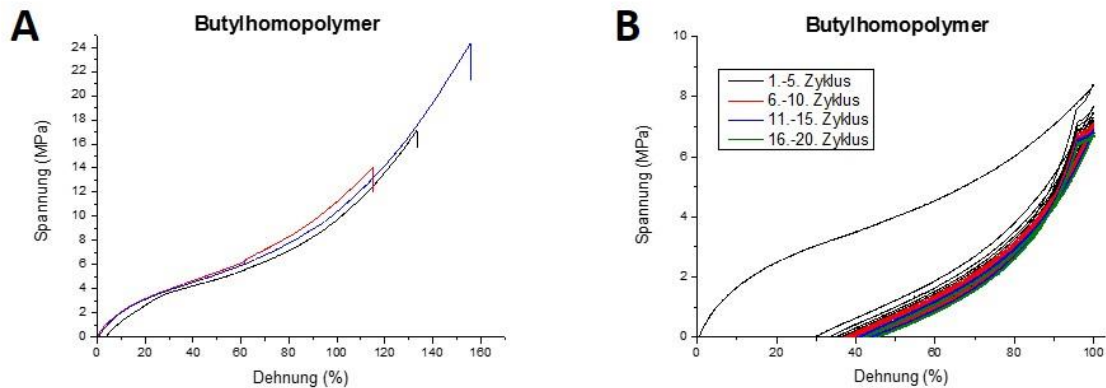 A
Butylhomopolymer
24
22
20
18
16
14
12
10
8
6
4
2
0
Spannung (MPa)
0 20 40 60 80 100 120 140 160
Dehnung (%)
B
Butylhomopolymer
10
8
6
4
2
0
Spannung (MPa)
1.-5. Zyklus
6.-10. Zyklus
11.-15. Zyklus
16.-20. Zyklus
0 20 40 60 80 100
Dehnung (%)